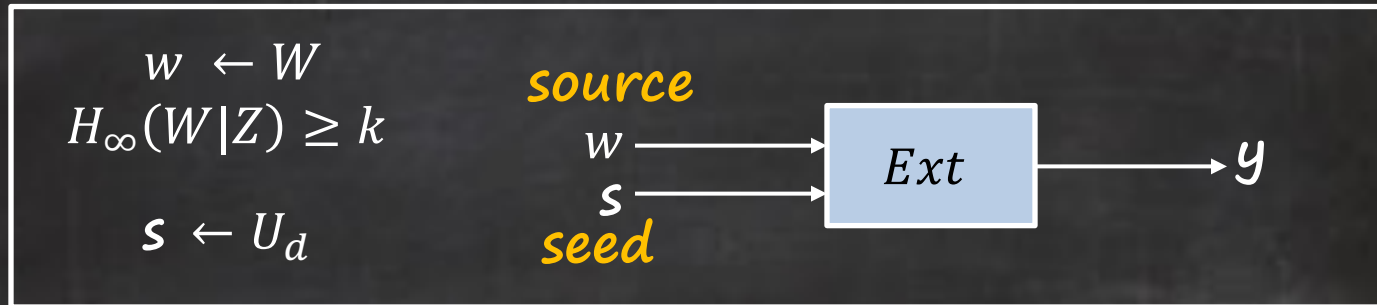 w ← W
H∞(W|Z) ≥ k
s ← U_d
source
w
s
seed
Ext
y